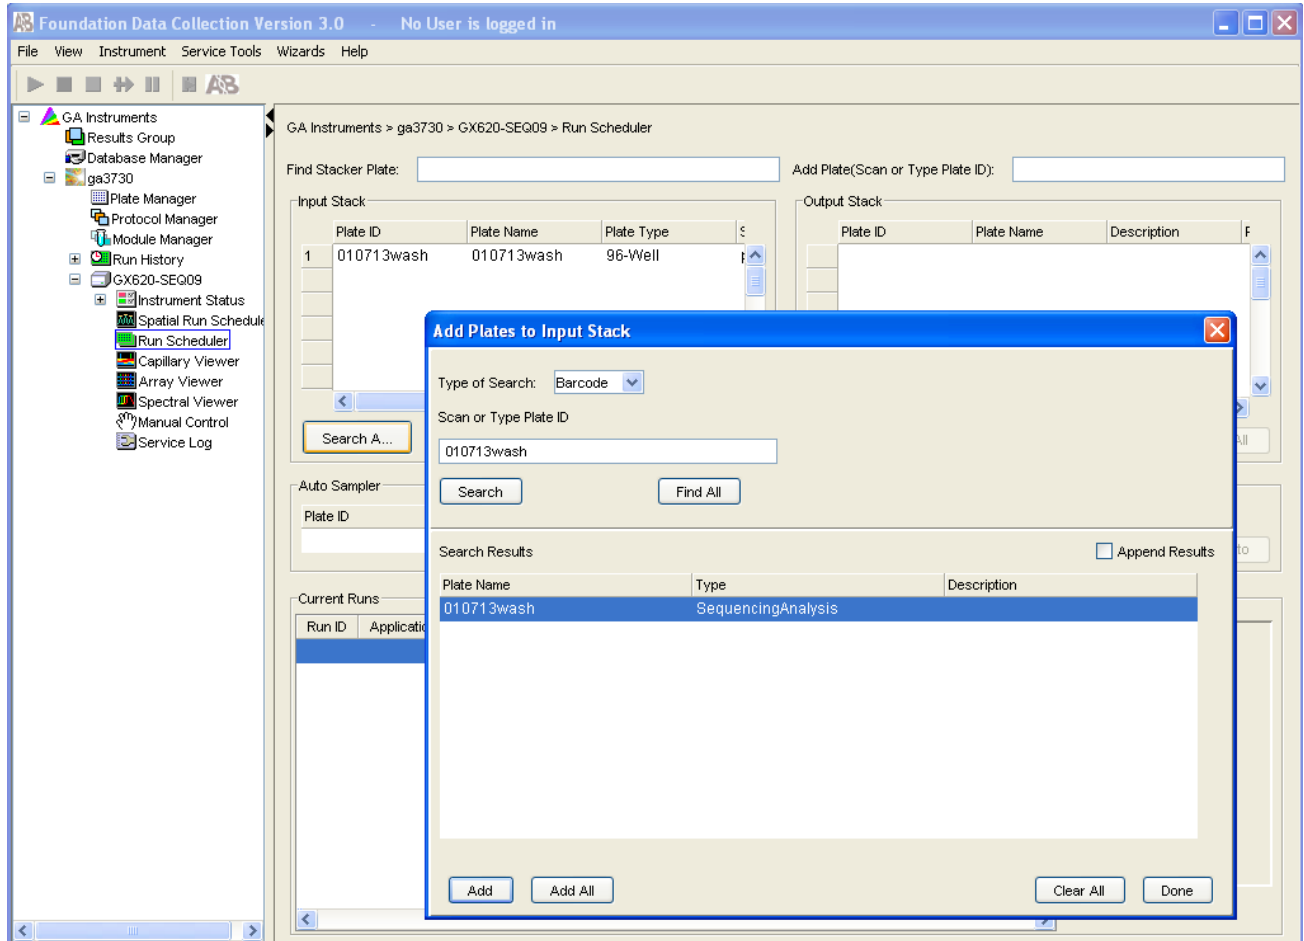 Foundation Data Collection Version 3.0 - No User is logged in
File View Instrument Service Tools Wizards Help
GA Instruments
Results Group
Database Manager
ga3730
Plate Manager
Protocol Manager
Module Manager
Run History
GX620-SEQ09
Instrument Status
Spatial Run Schedule
Run Scheduler
Capillary Viewer
Array Viewer
Spectral Viewer
Manual Control
Service Log
GA Instruments > ga3730 > GX620-SEQ09 > Run Scheduler
Find Stacker Plate: Add Plate(Scan or Type Plate ID):
Input Stack
Plate ID Plate Name Plate Type
1 010713wash 010713wash 96-Well
Search A...
Output Stack
Plate ID Plate Name Description
All
Auto Sampler
Plate ID
to
Current Runs
Run ID Applicatio
Add Plates to Input Stack
Type of Search: Barcode
Scan or Type Plate ID
010713wash
Search Find All
Search Results Append Results
Plate Name Type Description
010713wash SequencingAnalysis
Add Add All Clear All Done